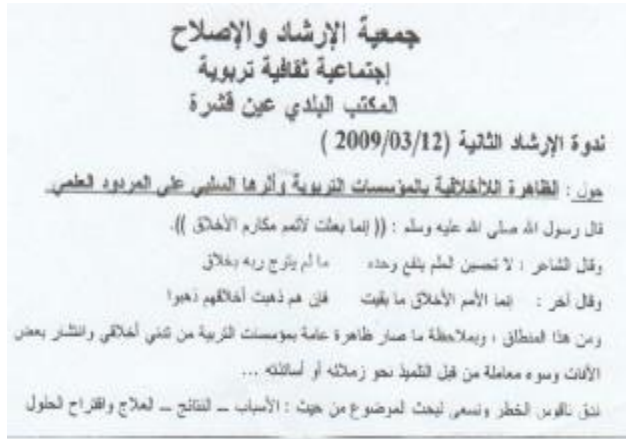 جمعية الإرشاد والإصلاح
إجتماعية ثقافية تربوية
المكتب البلدي عين قشرة
ندوة الإرشاد الثانية (2009/03/12 )
حول : الظاهرة اللاأخلاقية بالمؤسسات التربوية وأثرها السلبي على المردود العلمي
قال رسول الله صلى الله عليه وسلم : (( إنما بعثت لأتمم مكارم الأخلاق )).
وقال الشاعر : لا تحسبن العلم ينفع وحده ما لم يتوج ربه بخلاق
وقال آخر : إنما الأمم الأخلاق ما بقيت فإن هم ذهبت أخلاقهم ذهبوا
ومن هذا المنطلق ، وبملاحظة ما صار ظاهرة عامة بمؤسسات التربية من تدني أخلاقي وانتشار بعض
الآفات وسوء معاملة من قبل التلميذ نحو زملائه أو أساتذته ...
ندق ناقوس الخطر ونسعى لبحث الموضوع من حيث : الأسباب – النتائج – العلاج واقتراح الحلول